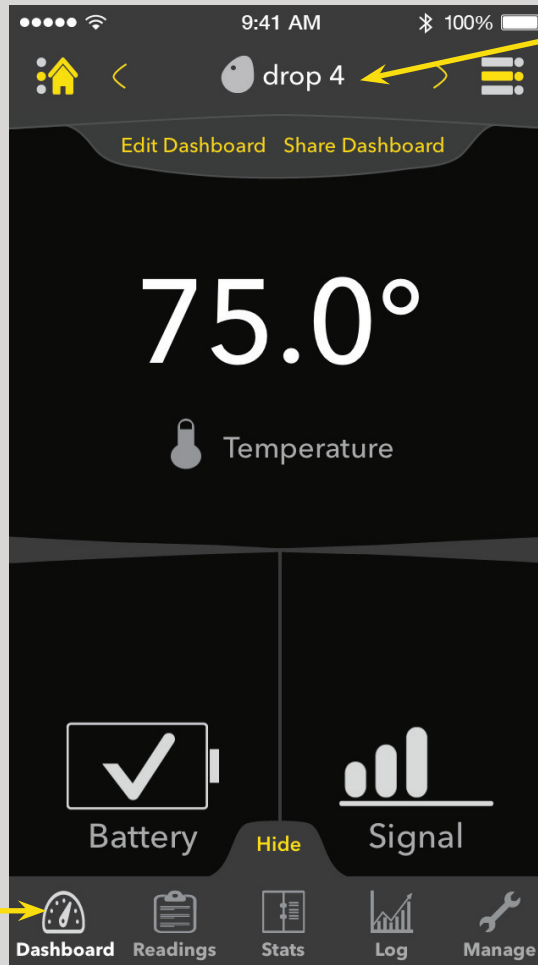 9:41 AM 100%
drop 4
Edit Dashboard Share Dashboard
75.0°
Temperature
Battery Signal
Hide
Dashboard Readings Stats Log Manage